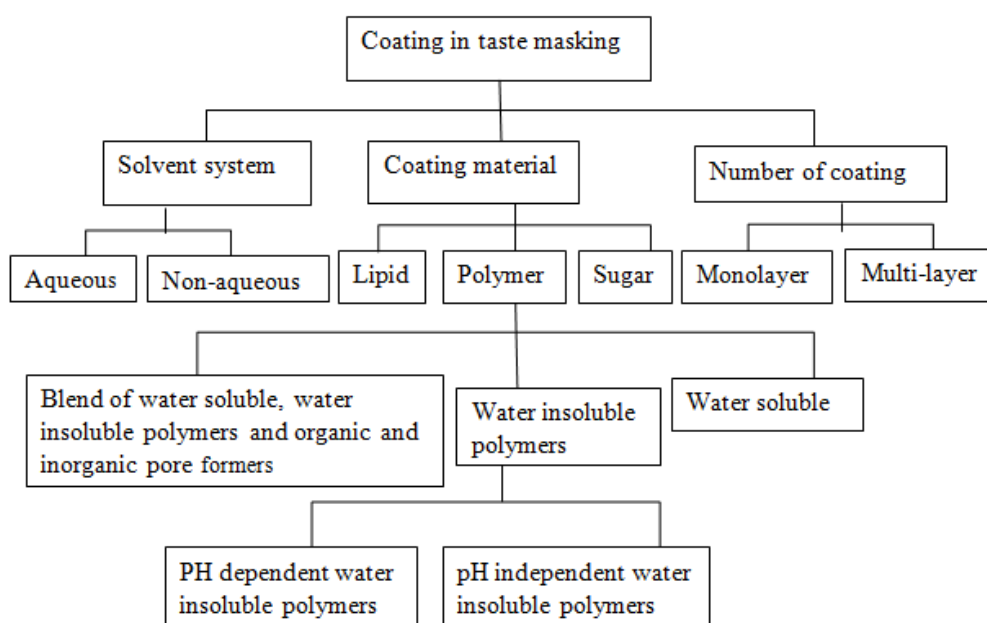 Coating in taste masking
Solvent system
Coating material
Number of coating
Aqueous
Non-aqueous
Lipid
Polymer
Sugar
Monolayer
Multi-layer
Blend of water soluble, water
insoluble polymers and organic and
inorganic pore formers
Water insoluble
polymers
Water soluble
PH dependent water
insoluble polymers
pH independent water
insoluble polymers